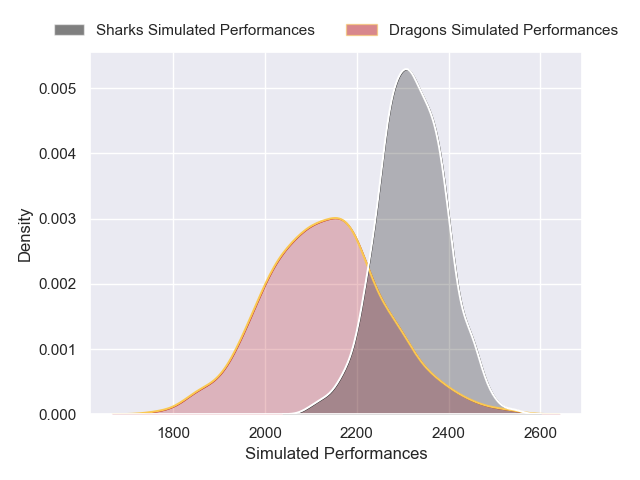 Sharks Simulated Performances Dragons Simulated Performances
0.005
0.004
0.003
0.002
0.001
0.000
Density
1800 2000 2200 2400 2600
Simulated Performances